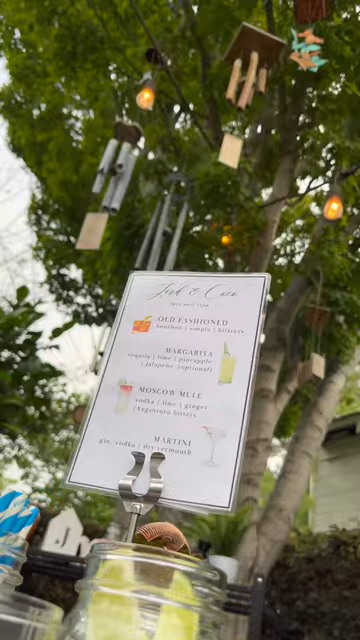 OLD FASHIONED
bourbon | simple | bitters
MARGARITA
tequila | lime | pineapple
| jalapeño (optional)
MOSCOW MULE
vodka | lime | ginger
(Angostura bitters
MARTINI
gin, vodka | dry vermouth